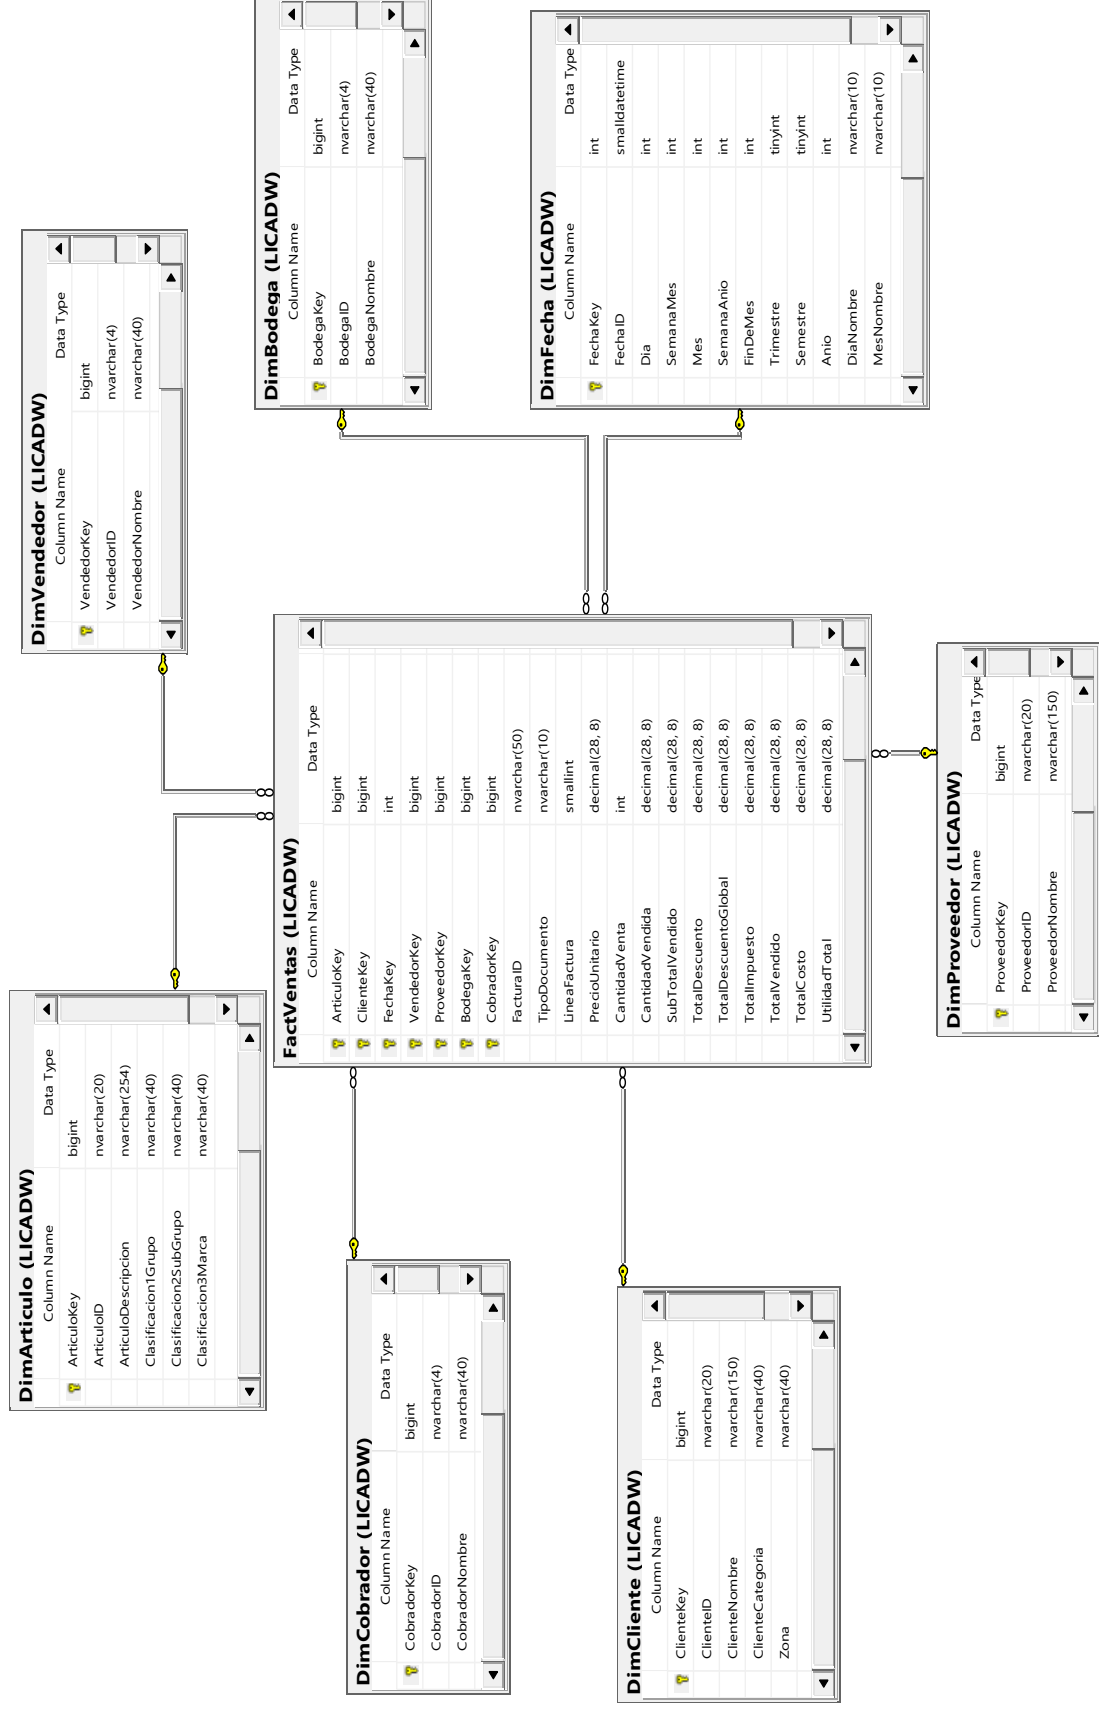 DimArticulo (LICADW)
Column Name Data Type
ArticuloKey bigint
ArticuloID nvarchar(20)
ArticuloDescripcion nvarchar(254)
Clasificacion1Grupo nvarchar(40)
Clasificacion2SubGrupo nvarchar(40)
Clasificacion3Marca nvarchar(40)
DimVendedor (LICADW)
Column Name Data Type
VendedorKey bigint
VendedorID nvarchar(4)
VendedorNombre nvarchar(40)
DimCobrador (LICADW)
Column Name Data Type
CobradorKey bigint
CobradorID nvarchar(4)
CobradorNombre nvarchar(40)
FactVentas (LICADW)
Column Name Data Type
ArticuloKey bigint
ClienteKey bigint
FechaKey int
VendedorKey bigint
ProveedorKey bigint
BodegaKey bigint
CobradorKey bigint
FacturaID nvarchar(50)
TipoDocumento nvarchar(10)
LineaFactura smallint
PrecioUnitario decimal(28, 8)
CantidadVenta int
CantidadVendida decimal(28, 8)
SubTotalVendido decimal(28, 8)
TotalDescuento decimal(28, 8)
TotalDescuentoGlobal decimal(28, 8)
TotalImpuesto decimal(28, 8)
TotalVendido decimal(28, 8)
TotalCosto decimal(28, 8)
UtilidadTotal decimal(28, 8)
DimBodega (LICADW)
Column Name Data Type
BodegaKey bigint
BodegaID nvarchar(4)
BodegaNombre nvarchar(40)
DimCliente (LICADW)
Column Name Data Type
ClienteKey bigint
ClienteID nvarchar(20)
ClienteNombre nvarchar(150)
ClienteCategoria nvarchar(40)
Zona nvarchar(40)
DimFecha (LICADW)
Column Name Data Type
FechaKey int
FechaID smalldatetime
Dia int
SemanaMes int
Mes int
SemanaAnio int
FinDeMes int
Trimestre tinyint
Semestre tinyint
Anio int
DiaNombre nvarchar(10)
MesNombre nvarchar(10)
DimProveedor (LICADW)
Column Name Data Type
ProveedorKey bigint
ProveedorID nvarchar(20)
ProveedorNombre nvarchar(150)